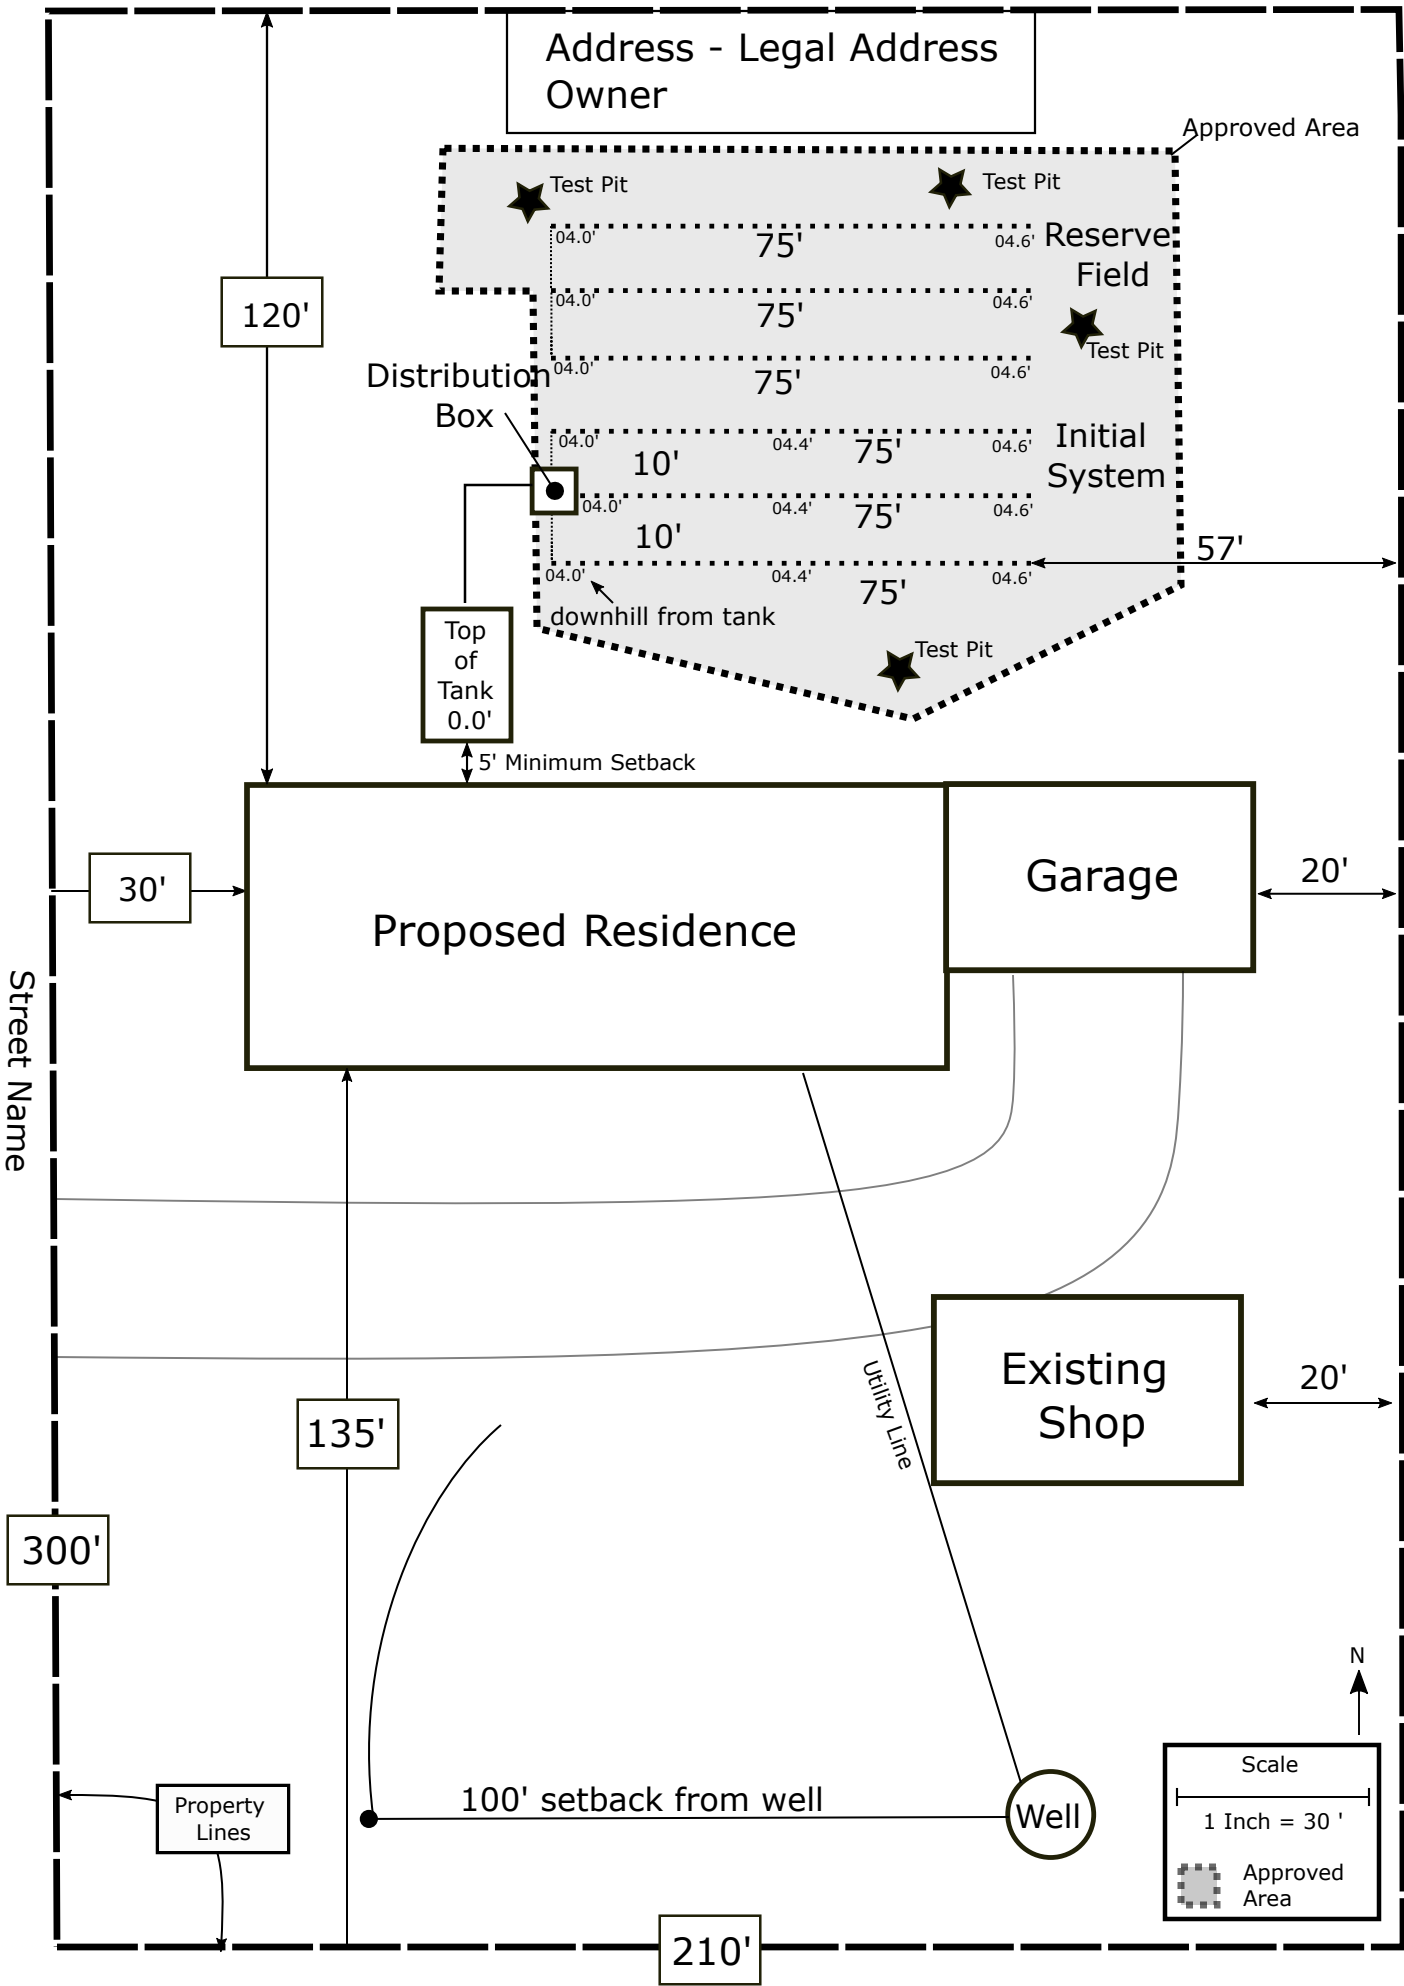 Address - Legal Address
Owner
Approved Area
Test Pit
Test Pit
04.0'
75'
04.6'
Reserve
Field
120'
04.0'
75'
04.6'
Test Pit
04.0'
75'
04.6'
Distribution
Box
04.0'
10'
04.4'
75'
04.6'
Initial
System
04.0'
10'
04.4'
75'
04.6'
57'
04.0'
04.4'
75'
04.6'
downhill from tank
Top
of
Tank
0.0'
Test Pit
5' Minimum Setback
30'
Proposed Residence
Garage
20'
Street Name
Existing
Shop
20'
Utility Line
135'
300'
N
Property
Lines
100' setback from well
Well
Scale
1 Inch = 30 '
Approved
Area
210'